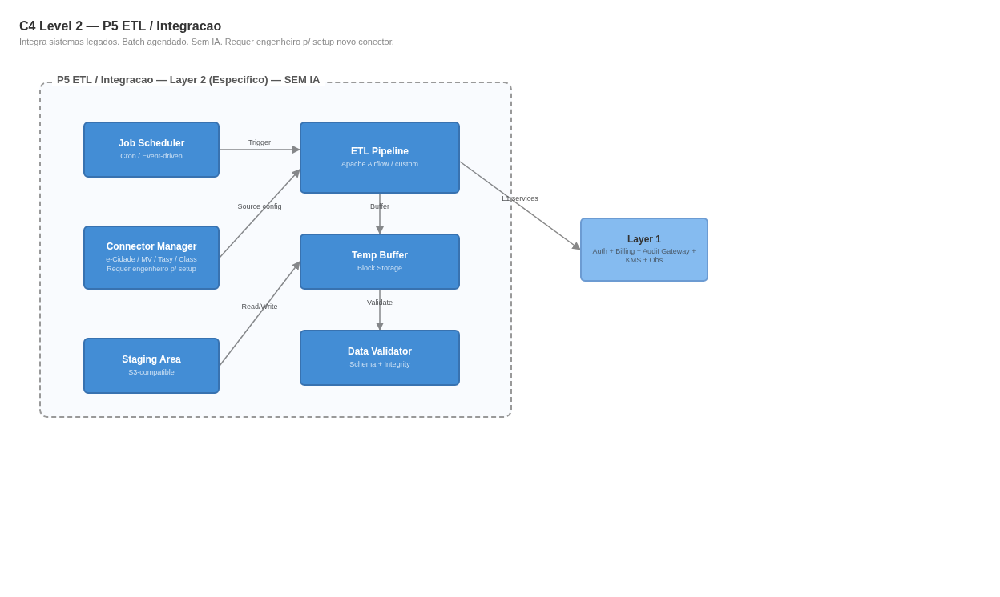 C4 Level 2 — P5 ETL / Integracao
Integra sistemas legados. Batch agendado. Sem IA. Requer engenheiro p/ setup novo conector.
P5 ETL / Integracao — Layer 2 (Especifico) — SEM IA
Job Scheduler
Cron / Event-driven
Trigger
ETL Pipeline
Apache Airflow / custom
Source config
Buffer
L1 services
Connector Manager
e-Cidade / MV / Tasy / Class
Requer engenheiro p/ setup
Temp Buffer
Block Storage
Layer 1
Auth + Billing + Audit Gateway +
KMS + Obs
Read/Write
Validate
Staging Area
S3-compatible
Data Validator
Schema + Integrity